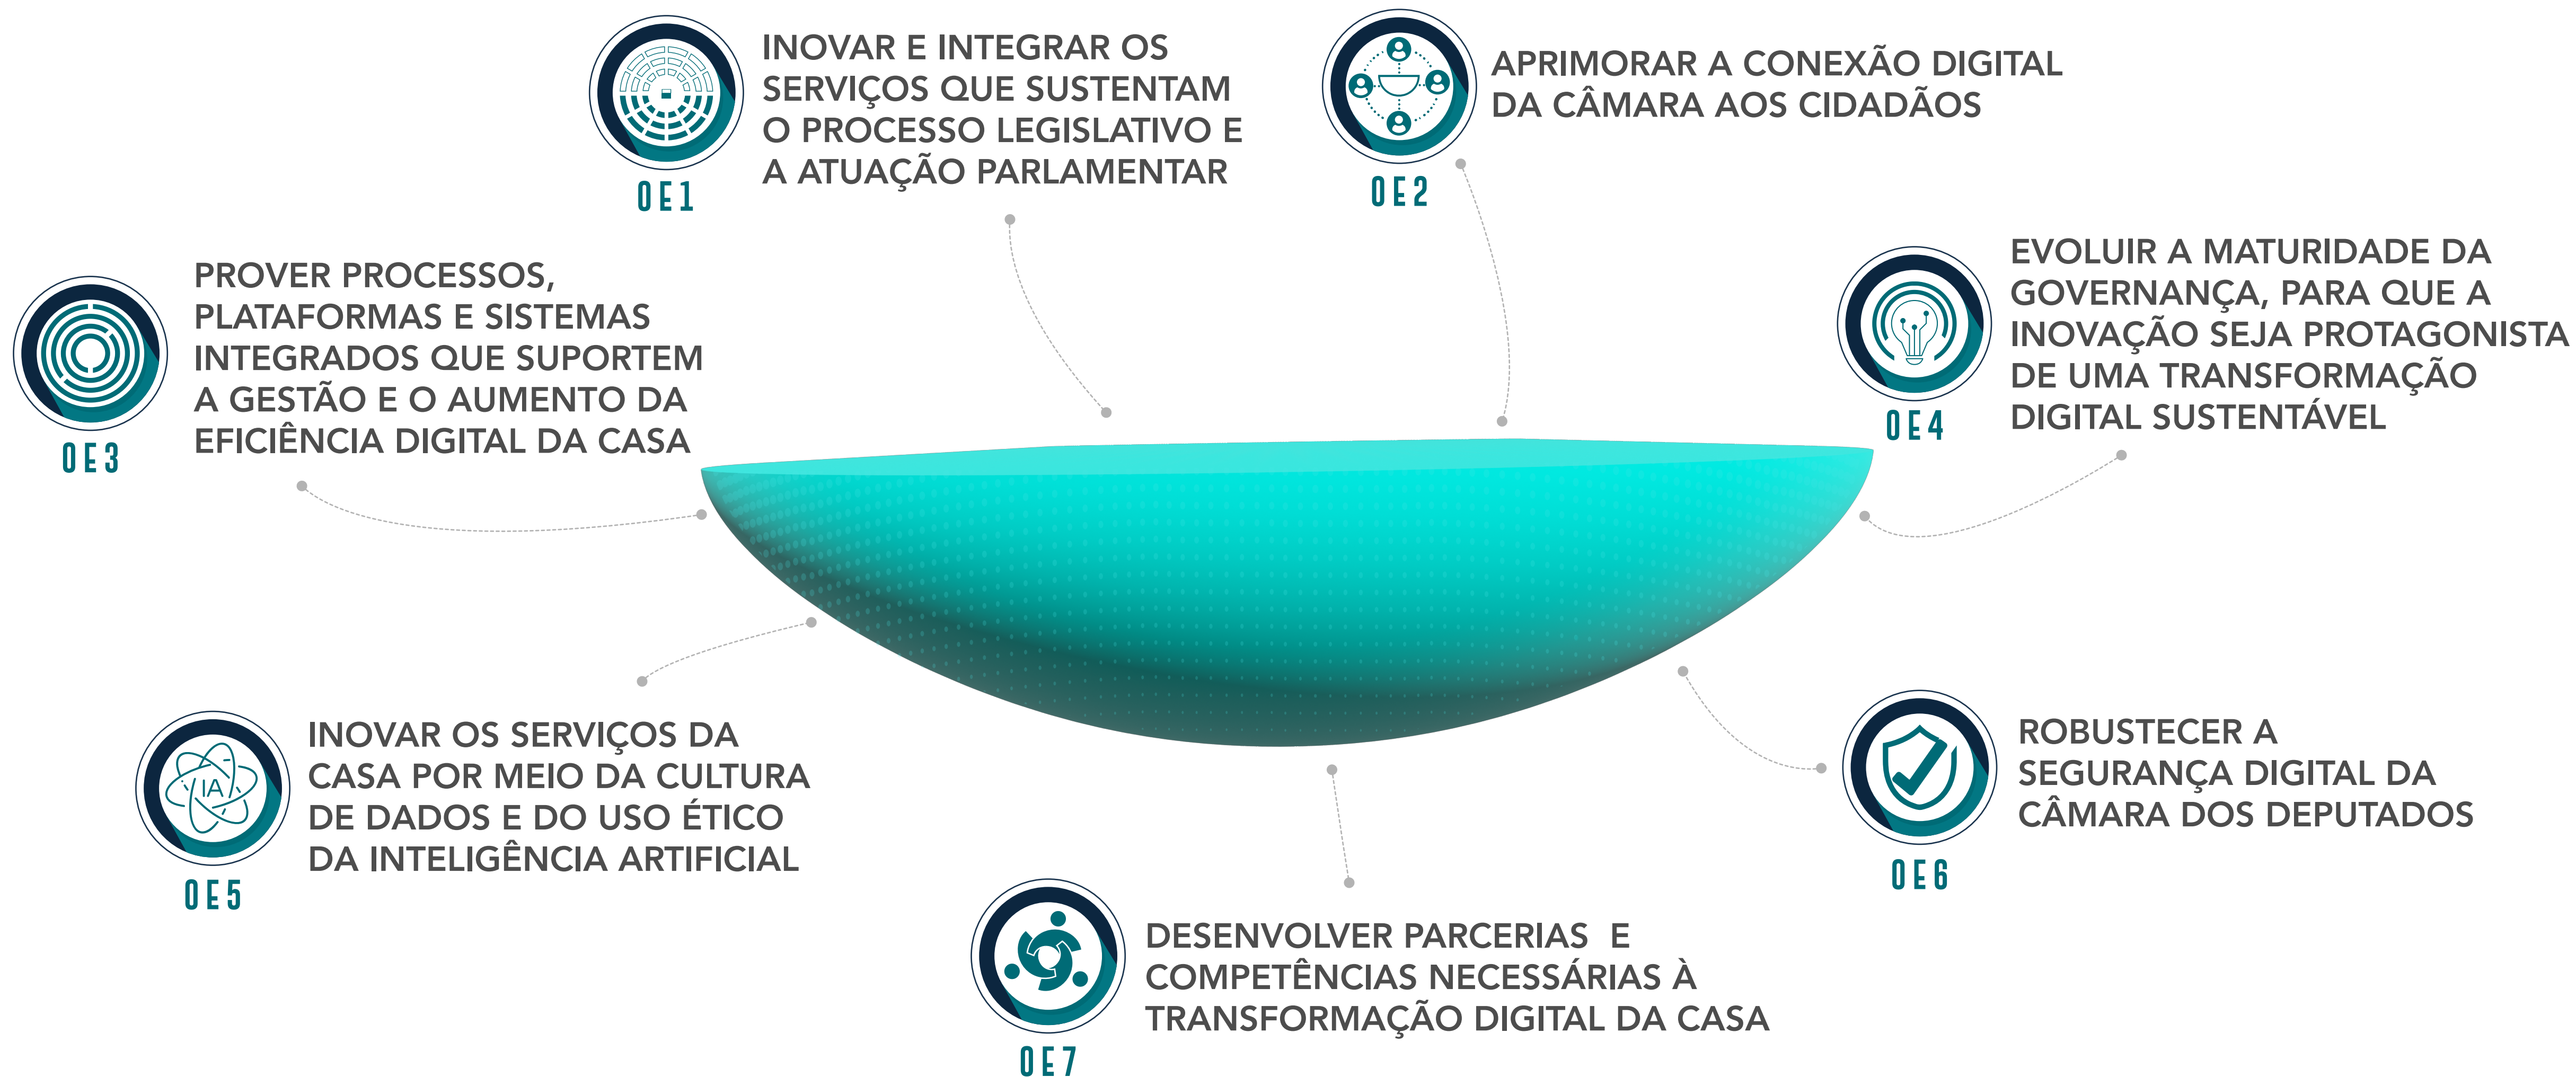 INOVAR E INTEGRAR OS
SERVIÇOS QUE SUSTENTAM
O PROCESSO LEGISLATIVO E
A ATUAÇÃO PARLAMENTAR
OE1
APRIMORAR A CONEXÃO DIGITAL
DA CÂMARA AOS CIDADÃOS
OE2
PROVER PROCESSOS,
PLATAFORMAS E SISTEMAS
INTEGRADOS QUE SUPORTEM
A GESTÃO E O AUMENTO DA
EFICIÊNCIA DIGITAL DA CASA
OE3
EVOLUIR A MATURIDADE DA
GOVERNANÇA, PARA QUE A
INOVAÇÃO SEJA PROTAGONISTA
DE UMA TRANSFORMAÇÃO
DIGITAL SUSTENTÁVEL
OE4
IA
INOVAR OS SERVIÇOS DA
CASA POR MEIO DA CULTURA
DE DADOS E DO USO ÉTICO
DA INTELIGÊNCIA ARTIFICIAL
OE5
ROBUSTECER A
SEGURANÇA DIGITAL DA
CÂMARA DOS DEPUTADOS
OE6
DESENVOLVER PARCERIAS  E
COMPETÊNCIAS NECESSÁRIAS À
TRANSFORMAÇÃO DIGITAL DA CASA
OE7